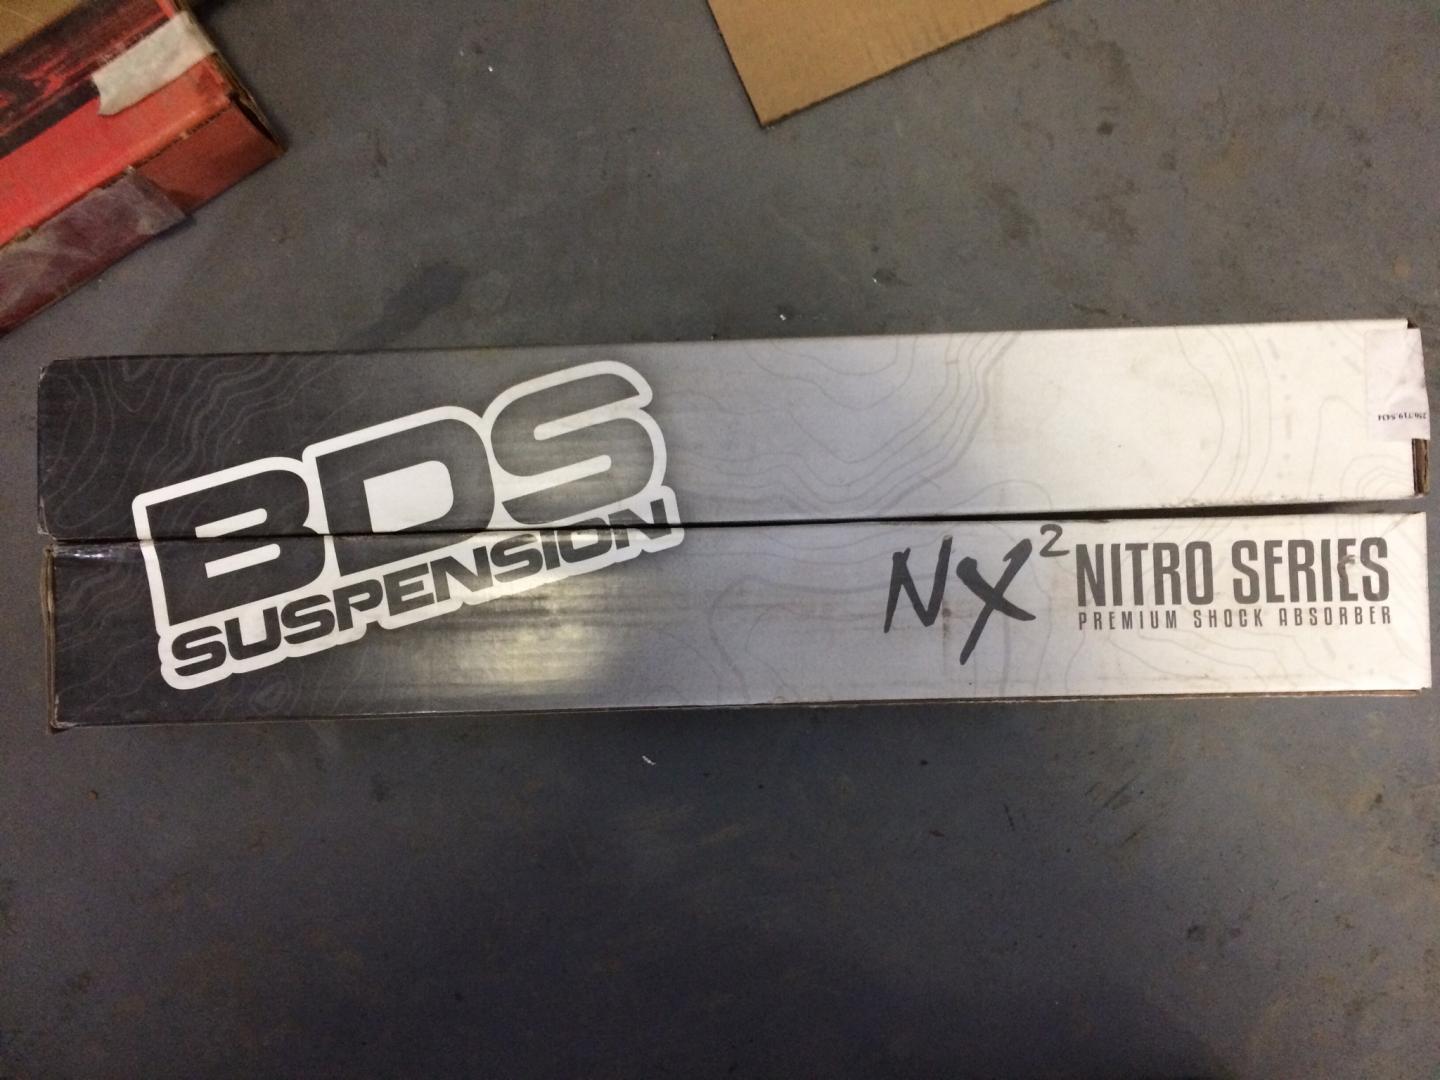 BDS
SUSPENSION
NX² NITRO SERIES
PREMIUM SHOCK ABSORBER